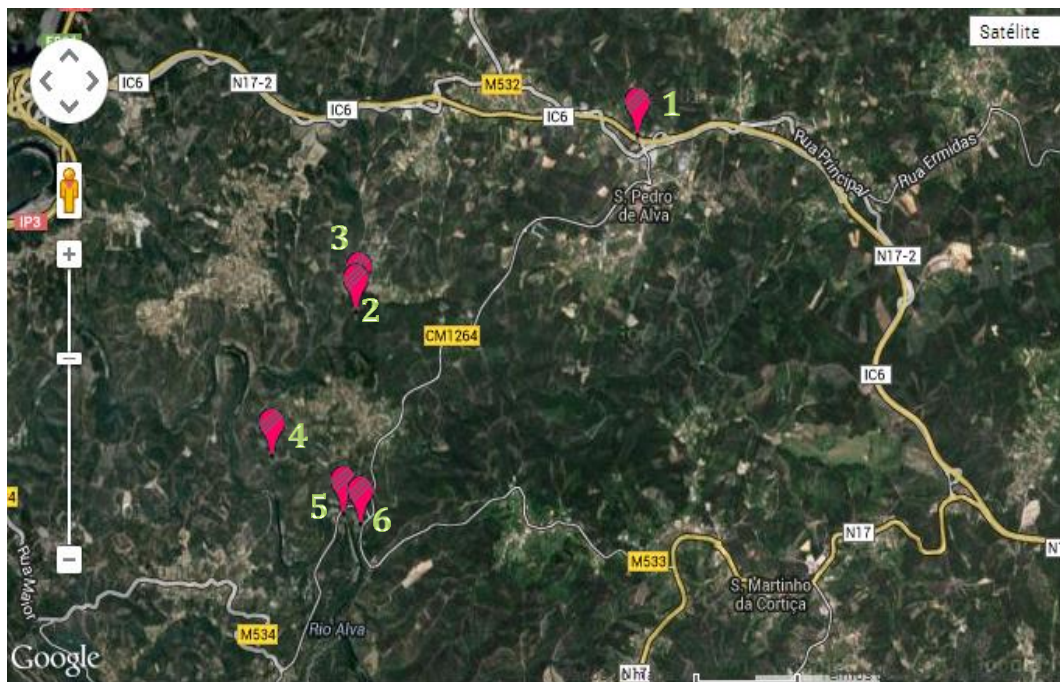 Satélite
IC6
N17-2
IC6
M532
IC6
1
Rua Principal
Rua Ermidas
S. Pedro
de Alva
IP3
3
N17-2
2
CM1264
IC6
4
5
6
N17
M533
Rua Maior
S. Martinho
da Cortiça
Rio Alva
M534
Google
N17